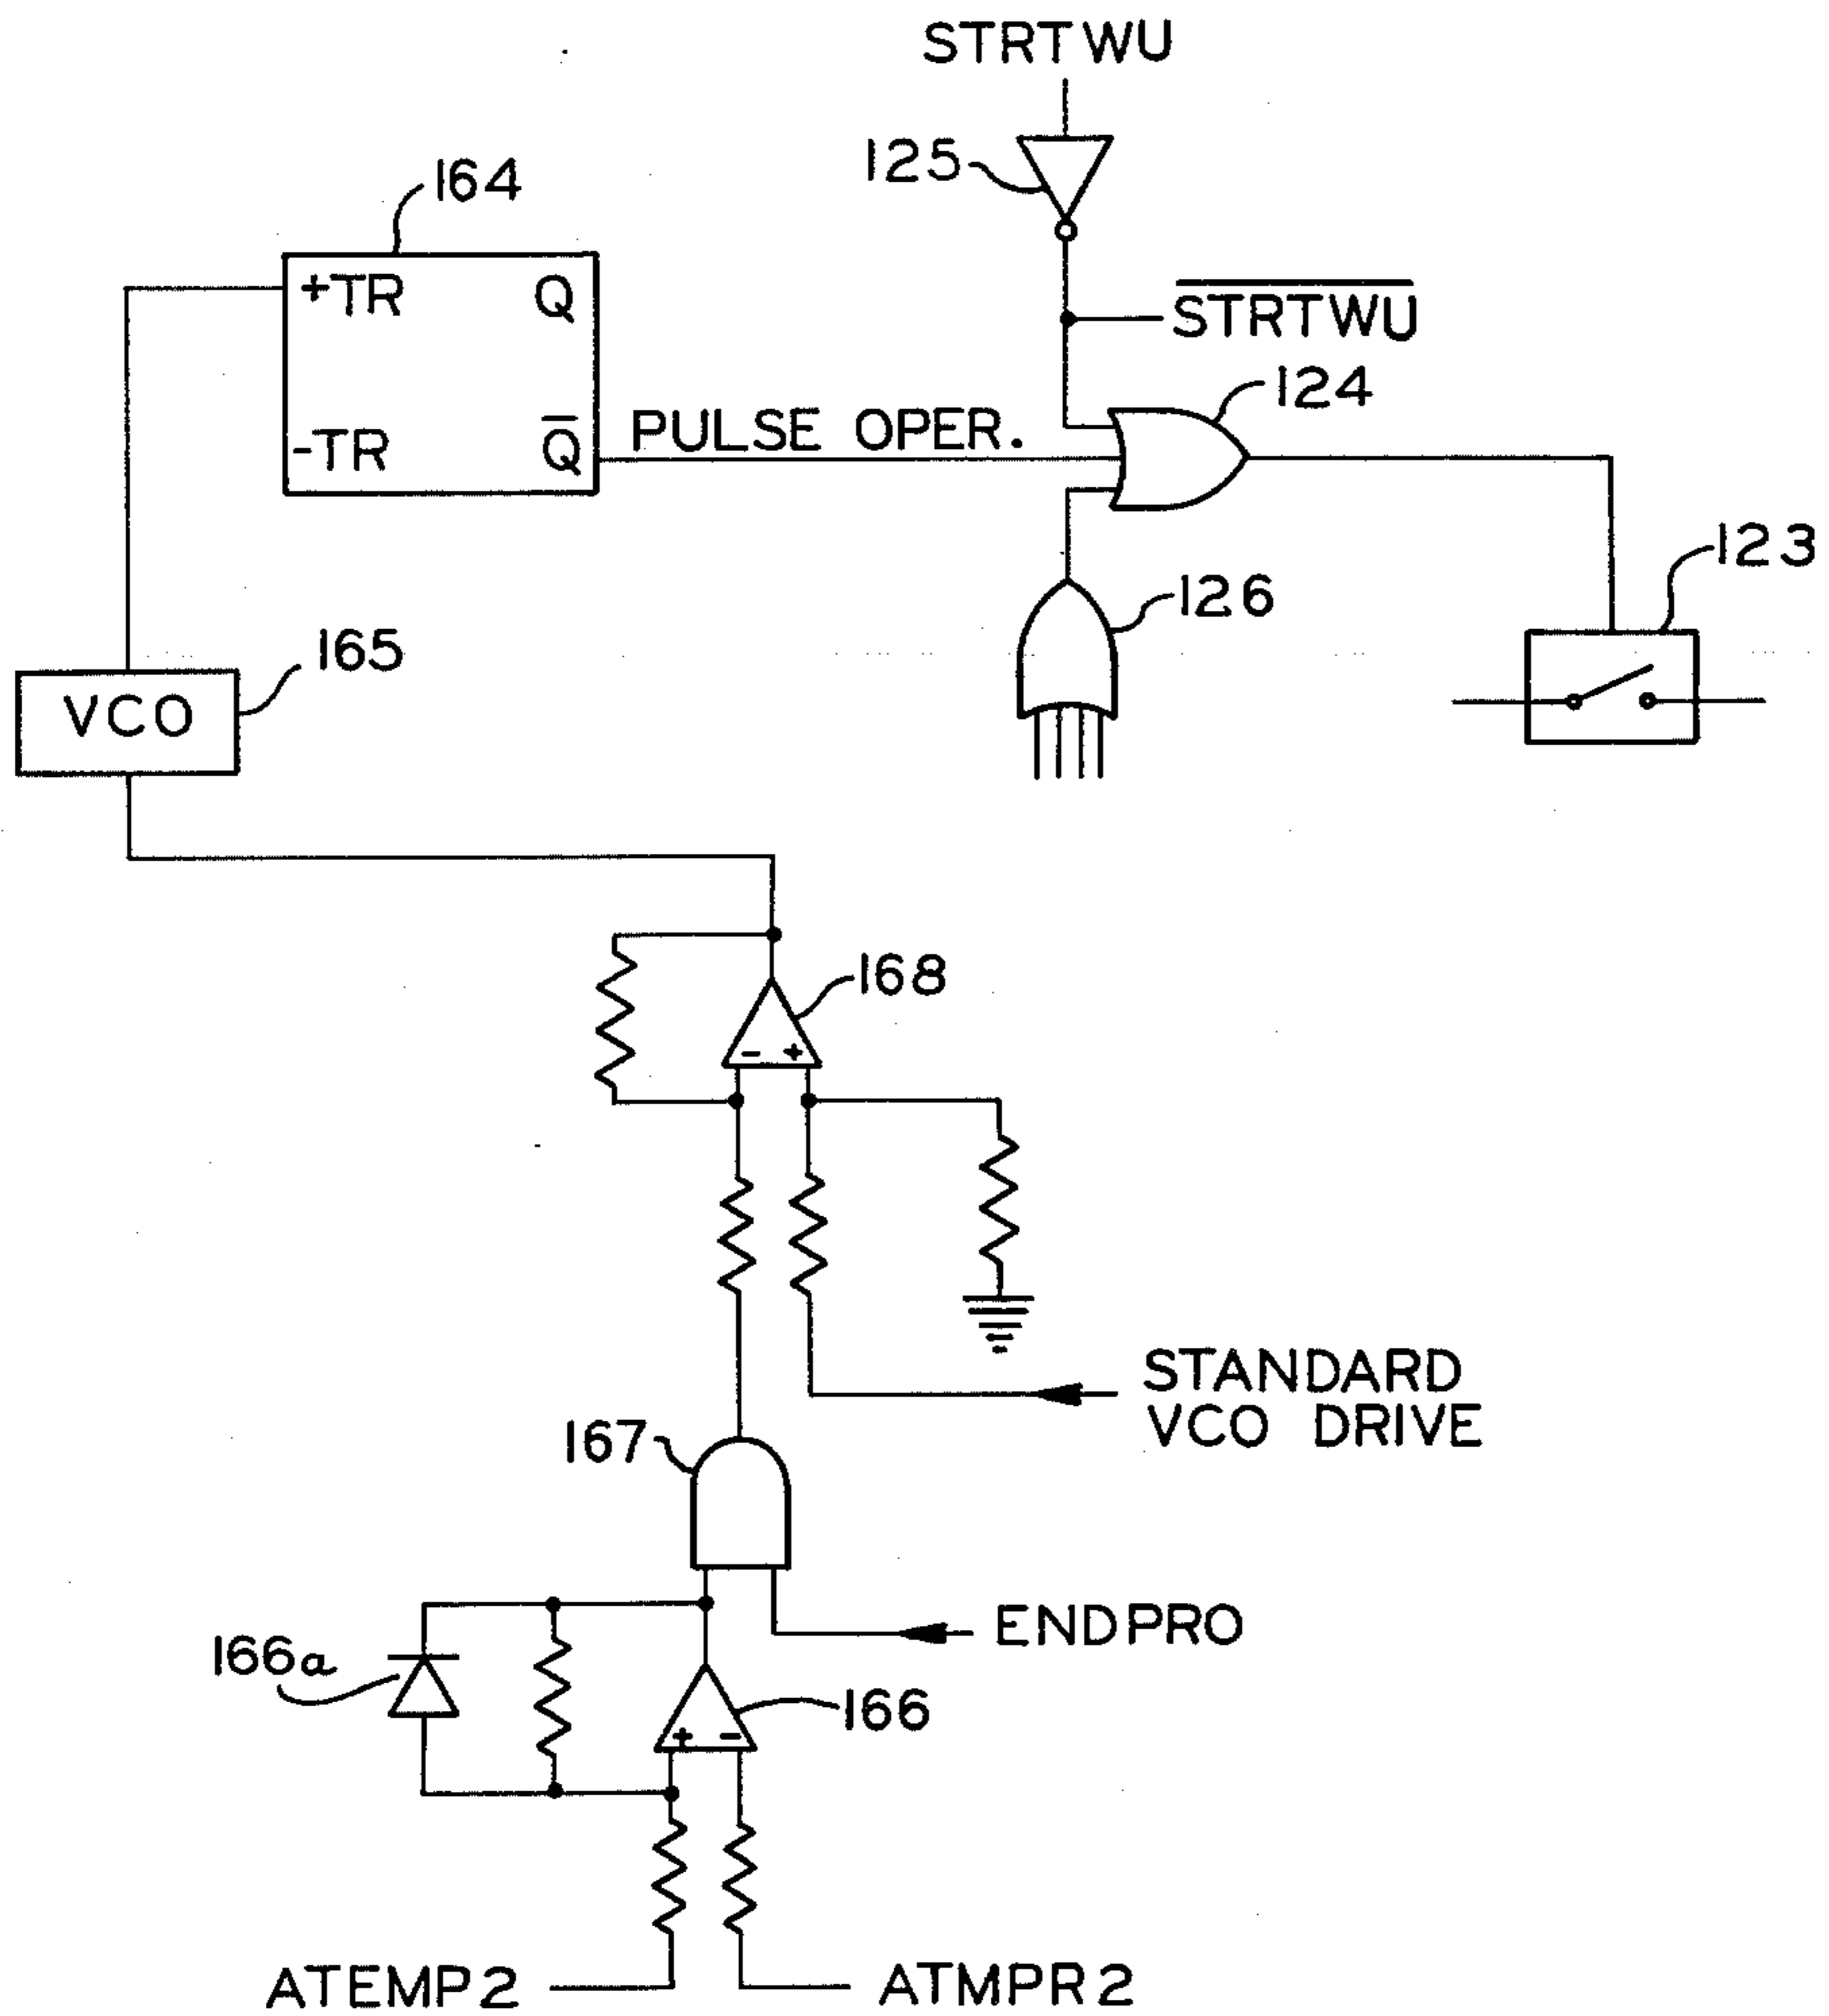 STRTWU
125
164
+TR Q
S̅T̅R̅T̅W̅U̅
124
PULSE OPER.
-TR Q̅
123
126
165
VCO
168
STANDARD
VCO DRIVE
167
ENDPRO
166a
166
+ -
- +
ATEMP2
ATMPR2